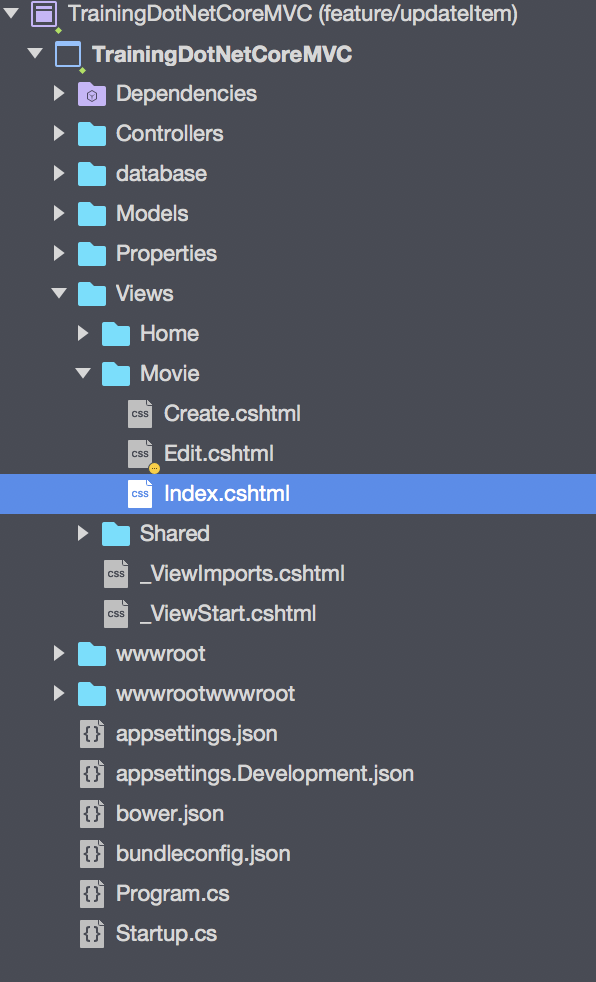 TrainingDotNetCoreMVC (feature/updateItem)
TrainingDotNetCoreMVC
Dependencies
Controllers
database
Models
Properties
Views
Home
Movie
CSS Create.cshtml
CSS Edit.cshtml
CSS Index.cshtml
Shared
CSS _ViewImports.cshtml
CSS _ViewStart.cshtml
wwwroot
wwwrootwwwroot
{} appsettings.json
{} appsettings.Development.json
{} bower.json
{} bundleconfig.json
{} Program.cs
{} Startup.cs